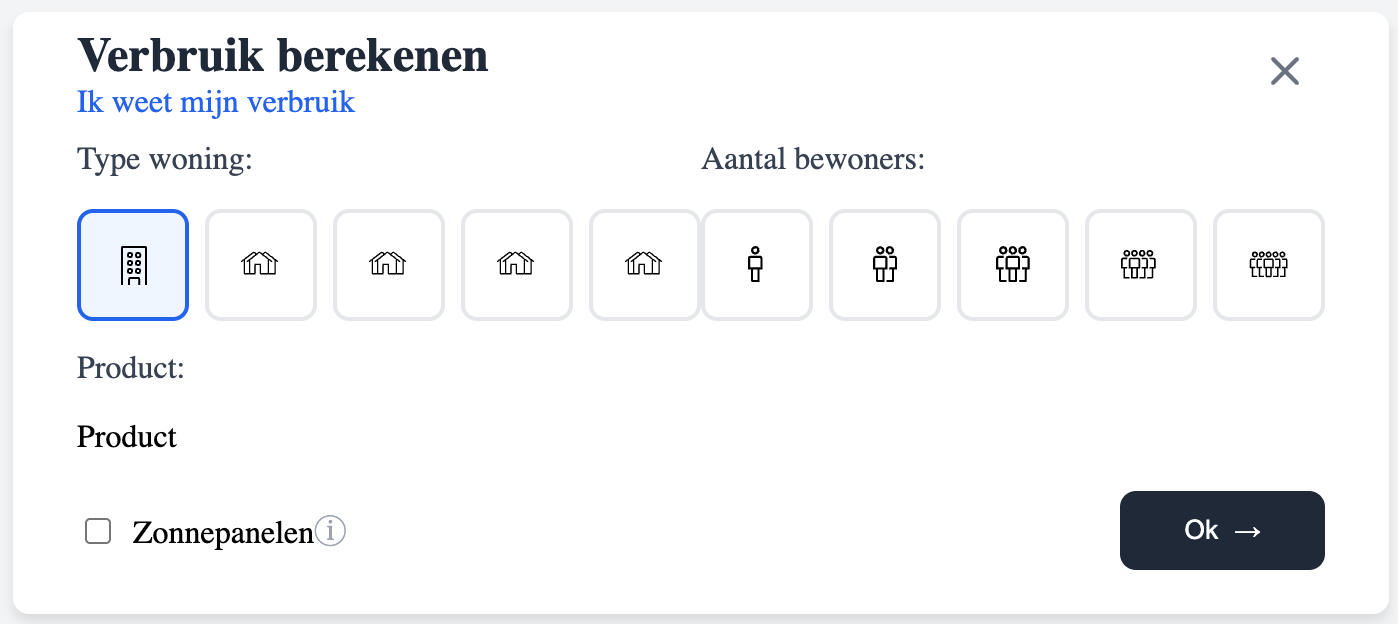 Verbruik berekenen
Ik weet mijn verbruik
Type woning:
Aantal bewoners:
Product:
Product
Zonnepanelen
Ok →